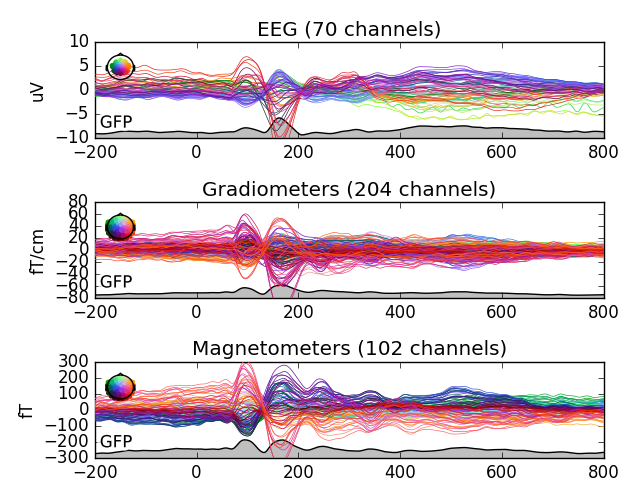 EEG (70 channels)
10
5
0
−5
−10
uV
GFP
−200 0 200 400 600 800
Gradiometers (204 channels)
80
60
40
20
0
−20
−40
−60
−80
fT/cm
GFP
−200 0 200 400 600 800
Magnetometers (102 channels)
300
200
100
0
−100
−200
−300
fT
GFP
−200 0 200 400 600 800